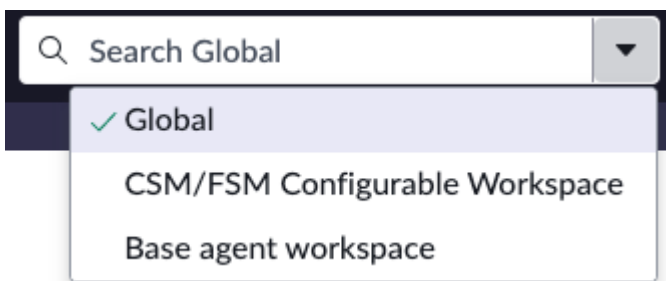 Search Global
Global
CSM/FSM Configurable Workspace
Base agent workspace